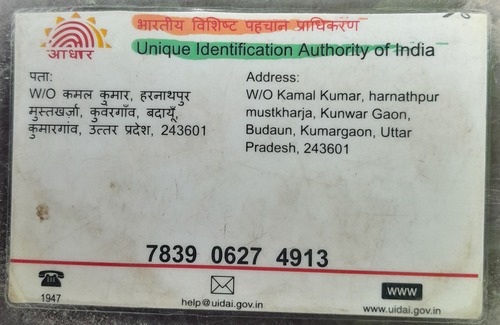 भारतीय विशिष्ट पहचान प्राधिकरण
Unique Identification Authority of India
आधार
पता:
W/O कमल कुमार, हरनाथपुर
मुस्तखर्ज़ा, कुंवरगाँव, बदायूँ,
कुमारगांव, उत्तर प्रदेश, 243601
Address:
W/O Kamal Kumar, harnathpur
mustkharja, Kunwar Gaon,
Budaun, Kumargaon, Uttar
Pradesh, 243601
7839 0627 4913
1947
help@uidai.gov.in
www
www.uidai.gov.in